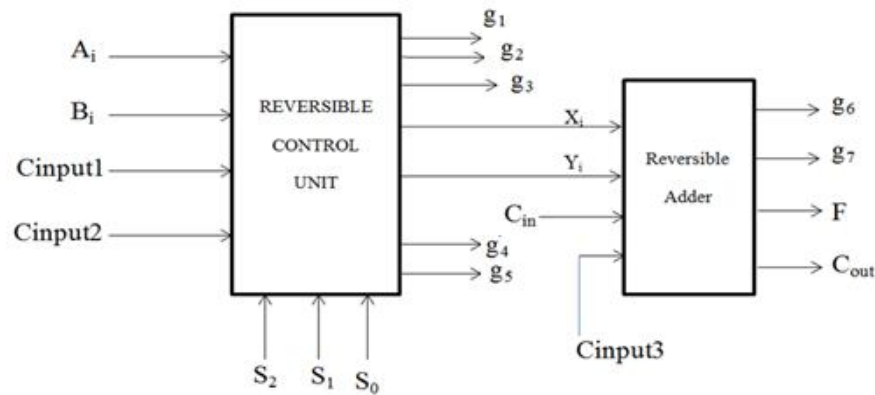 g₁
g₂
g₃
Aᵢ
Bᵢ
Cinput1
Cinput2
REVERSIBLE
CONTROL
UNIT
Xᵢ
Yᵢ
Cᵢₙ
g₄
g₅
S₂ S₁ S₀
Reversible
Adder
g₆
g₇
F
Cₒᵤₜ
Cinput3